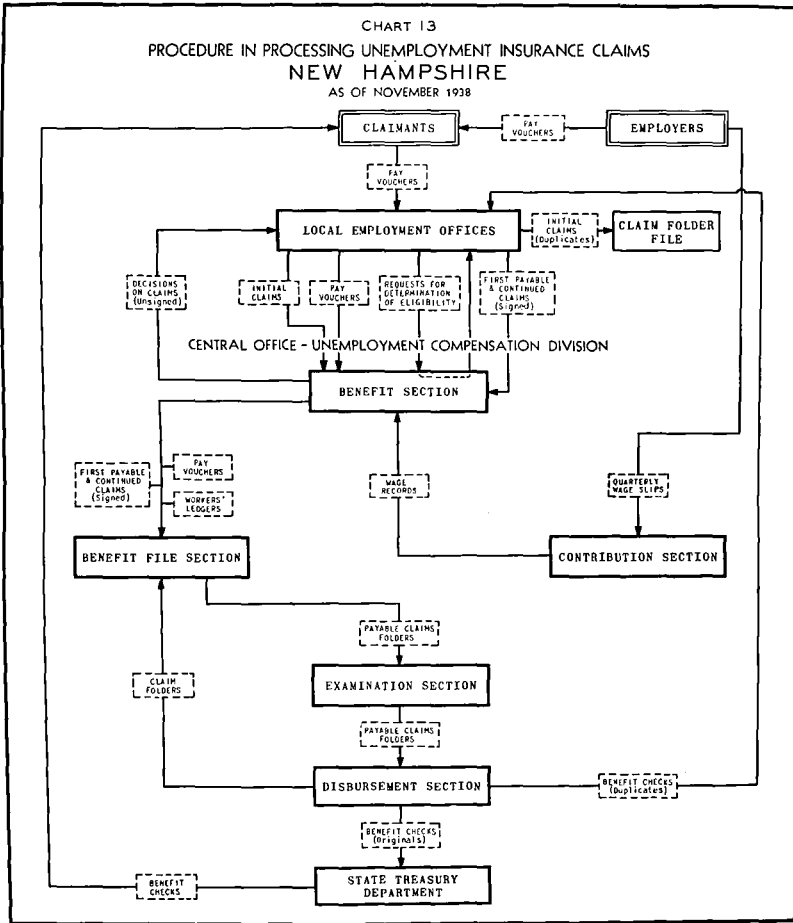 CHART 13
PROCEDURE IN PROCESSING UNEMPLOYMENT INSURANCE CLAIMS
NEW HAMPSHIRE
AS OF NOVEMBER 1938
CLAIMANTS
PAY
VOUCHERS
EMPLOYERS
PAY
VOUCHERS
LOCAL EMPLOYMENT OFFICES
INITIAL
CLAIMS
(Duplicates)
CLAIM FOLDER
FILE
DECISIONS
ON CLAIMS
(Unsigned)
INITIAL
CLAIMS
PAY
VOUCHERS
REQUESTS FOR
DETERMINATION
OF ELIGIBILITY
FIRST PAYABLE
& CONTINUED
CLAIMS
(Signed)
CENTRAL OFFICE - UNEMPLOYMENT COMPENSATION DIVISION
BENEFIT SECTION
FIRST PAYABLE
& CONTINUED
CLAIMS
(Signed)
PAY
VOUCHERS
WORKERS'
LEDGERS
WAGE
RECORDS
QUARTERLY
WAGE SLIPS
BENEFIT FILE SECTION
CONTRIBUTION SECTION
PAYABLE CLAIMS
FOLDERS
CLAIM
FOLDERS
EXAMINATION SECTION
PAYABLE CLAIMS
FOLDERS
DISBURSEMENT SECTION
BENEFIT CHECKS
(Duplicates)
BENEFIT CHECKS
(Originals)
BENEFIT
CHECKS
STATE TREASURY
DEPARTMENT